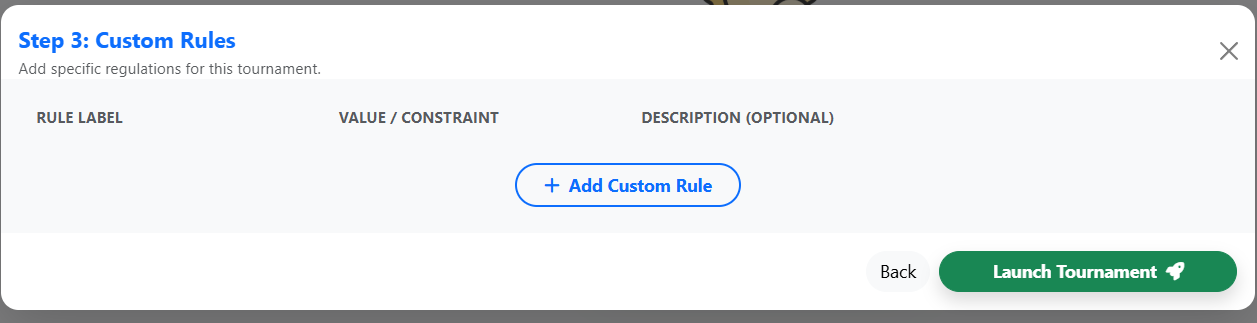 Step 3: Custom Rules
Add specific regulations for this tournament.
RULE LABEL VALUE / CONSTRAINT DESCRIPTION (OPTIONAL)
+ Add Custom Rule
Back Launch Tournament